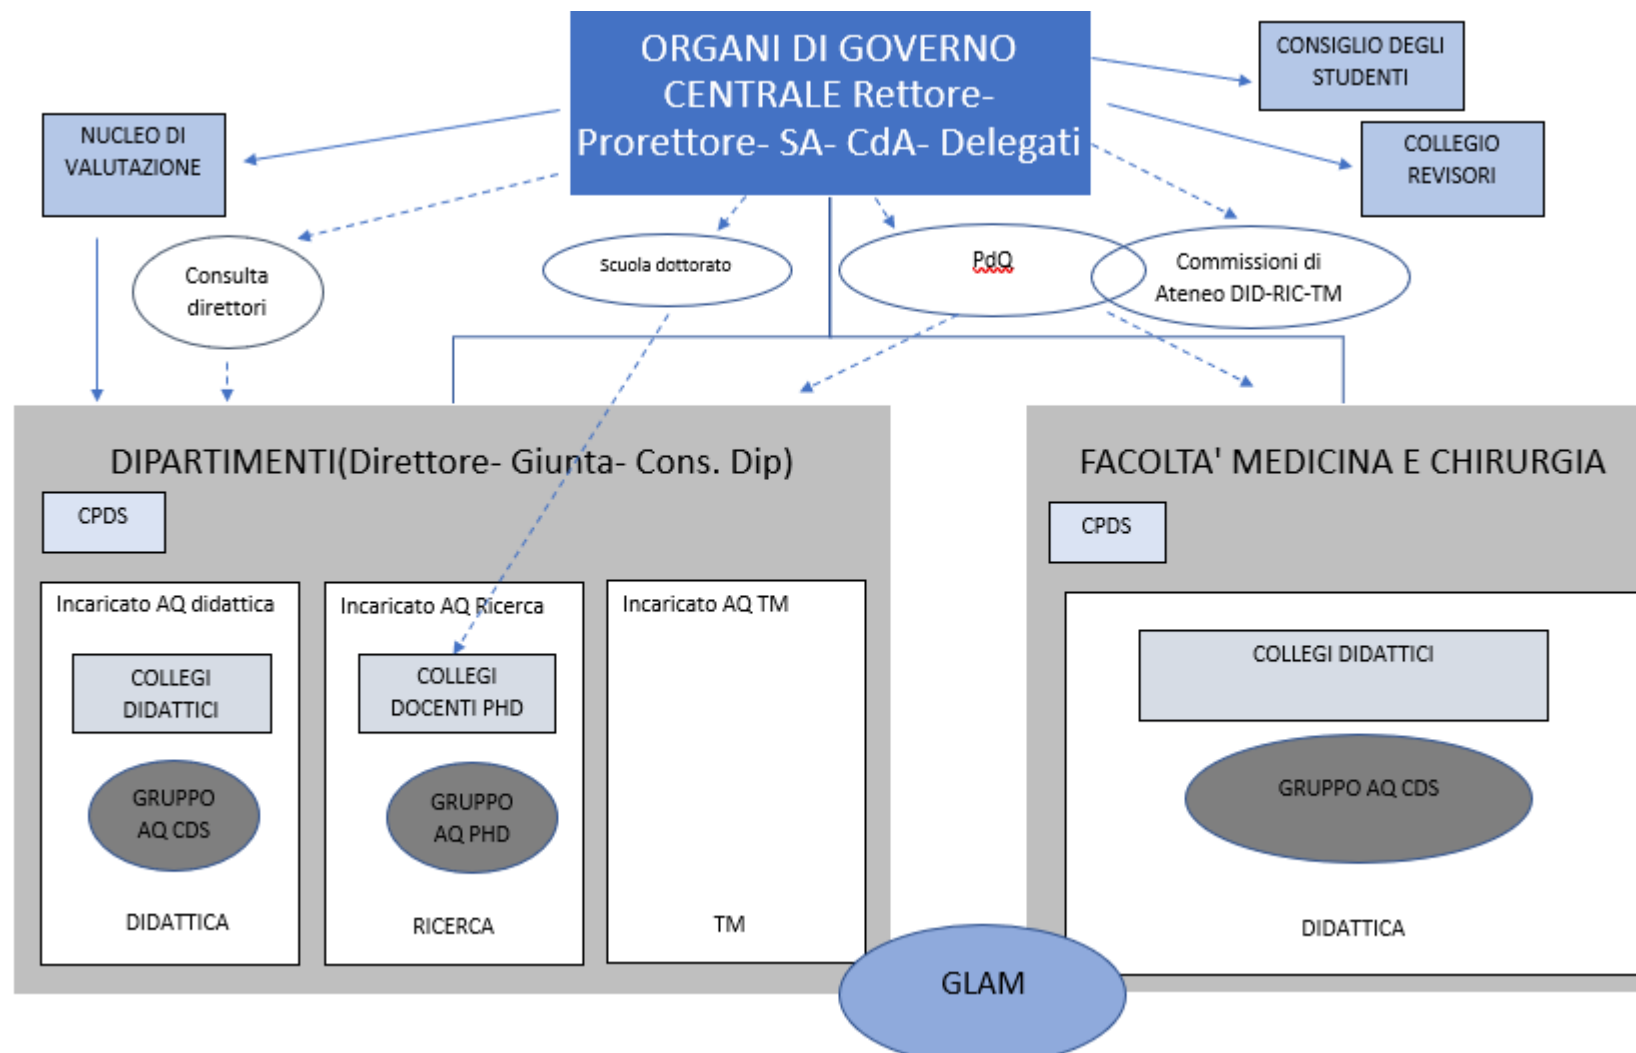 ORGANI DI GOVERNO
CENTRALE Rettore-
Prorettore- SA- CdA- Delegati
CONSIGLIO DEGLI
STUDENTI
NUCLEO DI
VALUTAZIONE
COLLEGIO
REVISORI
Consulta
direttori
Scuola dottorato
PdQ
Commissioni di
Ateneo DID-RIC-TM
DIPARTIMENTI(Direttore- Giunta- Cons. Dip)
CPDS
Incaricato AQ didattica
COLLEGI
DIDATTICI
GRUPPO
AQ CDS
DIDATTICA
Incaricato AQ Ricerca
COLLEGI
DOCENTI PHD
GRUPPO
AQ PHD
RICERCA
Incaricato AQ TM
TM
FACOLTA' MEDICINA E CHIRURGIA
CPDS
COLLEGI DIDATTICI
GRUPPO AQ CDS
DIDATTICA
GLAM